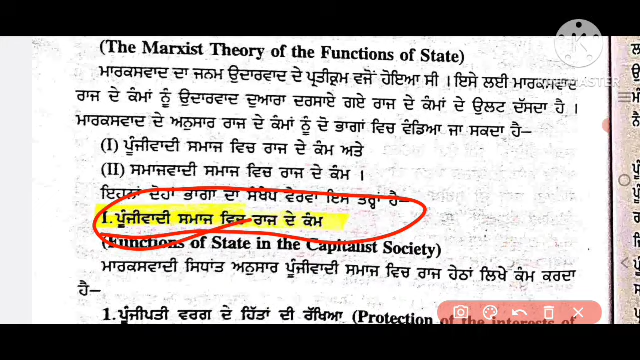 (The Marxist Theory of the Functions of State)
ਮਾਰਕਸਵਾਦ ਦਾ ਜਨਮ ਉਦਾਰਵਾਦ ਦੇ ਪ੍ਰਤੀਕ੍ਰਮ ਵਜੋਂ ਹੋਇਆ ਸੀ । ਇਸੇ ਲਈ ਮਾਰਕਸਵਾਦ
ਰਾਜ ਦੇ ਕੰਮਾਂ ਨੂੰ ਉਦਾਰਵਾਦ ਦੁਆਰਾ ਦਰਸਾਏ ਗਏ ਰਾਜ ਦੇ ਕੰਮਾਂ ਦੇ ਉਲਟ ਦੱਸਦਾ ਹੈ ।
ਮਾਰਕਸਵਾਦ ਦੇ ਅਨੁਸਾਰ ਰਾਜ ਦੇ ਕੰਮਾਂ ਨੂੰ ਦੋ ਭਾਗਾਂ ਵਿਚ ਵੰਡਿਆ ਜਾ ਸਕਦਾ ਹੈ–
(I) ਪੂੰਜੀਵਾਦੀ ਸਮਾਜ ਵਿਚ ਰਾਜ ਦੇ ਕੰਮ ਅਤੇ
(II) ਸਮਾਜਵਾਦੀ ਸਮਾਜ ਵਿਚ ਰਾਜ ਦੇ ਕੰਮ ।
ਇਹਨਾਂ ਦੋਹਾਂ ਭਾਗਾਂ ਦਾ ਸੰਖੇਪ ਵੇਰਵਾ ਇਸ ਤਰ੍ਹਾਂ ਹੈ–
I. ਪੂੰਜੀਵਾਦੀ ਸਮਾਜ ਵਿਚ ਰਾਜ ਦੇ ਕੰਮ
(Functions of State in the Capitalist Society)
ਮਾਰਕਸਵਾਦੀ ਸਿਧਾਂਤ ਅਨੁਸਾਰ ਪੂੰਜੀਵਾਦੀ ਸਮਾਜ ਵਿਚ ਰਾਜ ਹੇਠਾਂ ਲਿਖੇ ਕੰਮ ਕਰਦਾ
ਹੈ–
1. ਪੂੰਜੀਪਤੀ ਵਰਗ ਦੇ ਹਿੱਤਾਂ ਦੀ ਰੱਖਿਆ (Protection of the interests of